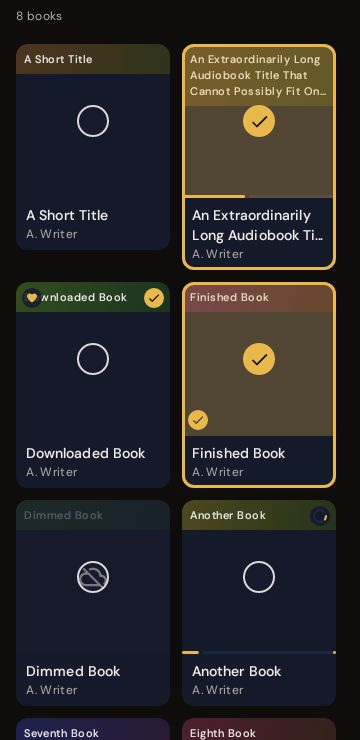 8 books
A Short Title
An Extraordinarily Long
Audiobook Title That
Cannot Possibly Fit On…
A Short Title
A. Writer
An Extraordinarily
Long Audiobook Ti…
A. Writer
wnloaded Book
Finished Book
Downloaded Book
A. Writer
Finished Book
A. Writer
Dimmed Book
Another Book
Dimmed Book
A. Writer
Another Book
A. Writer
Seventh Book
Eighth Book